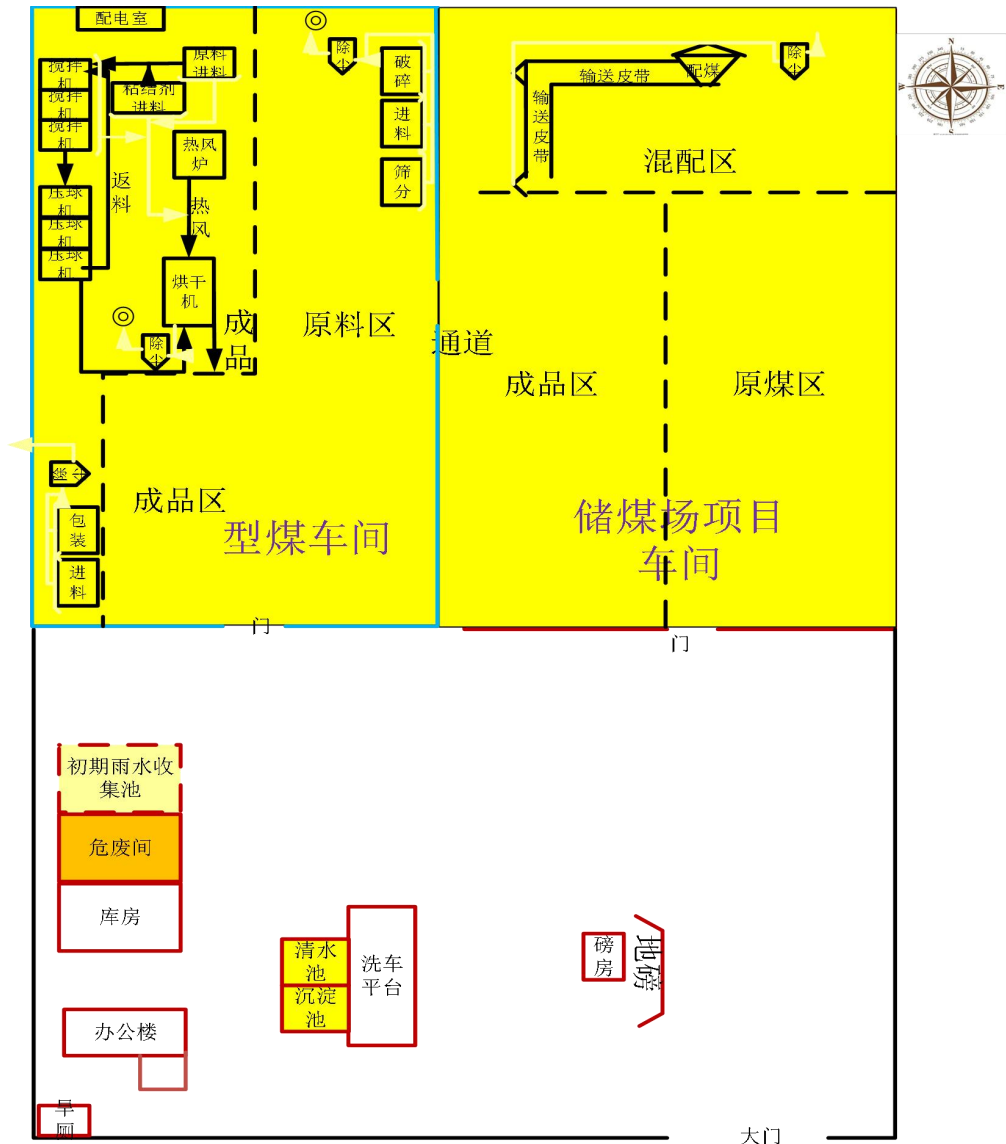 配电室
搅拌
机
搅拌
机
搅拌
机
原料
进料
粘结剂
进料
热风
炉
返
料
热
风
压球
机
压球
机
压球
机
烘干
机
除
尘
成
品
除
尘
破
碎
进
料
筛
分
原料区
除尘
包
装
进
料
成品区
型煤车间
门
输送皮带
输
送
皮
带
配煤
除
尘
N
W
E
S
混配区
通道
成品区
原煤区
储煤场项目
车间
门
初期雨水收
集池
危废间
库房
清水
池
沉淀
池
洗车
平台
磅
房
地磅
办公楼
旱
厕
大门